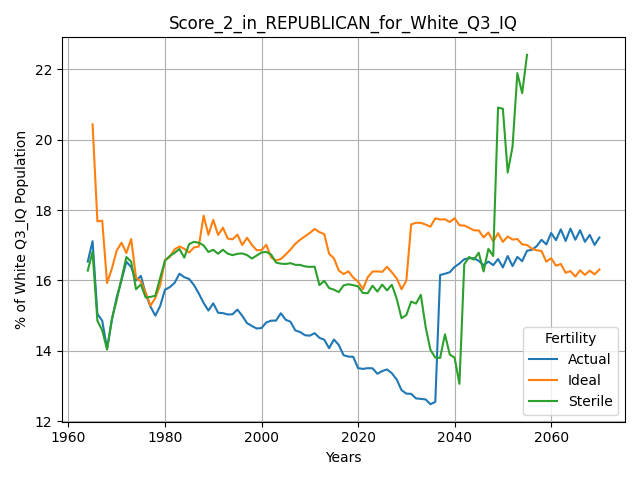 Score_2_in_REPUBLICAN_for_White_Q3_IQ
% of White Q3_IQ Population
22
20
18
16
14
12
1960
1980
2000
2020
2040
2060
Years
Fertility
Actual
Ideal
Sterile